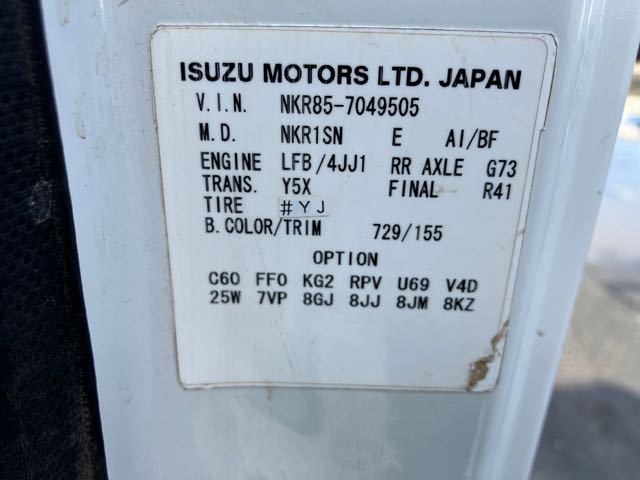 ISUZU MOTORS LTD. JAPAN
V.I.N. NKR85-7049505
M.D. NKR1SN E AI/BF
ENGINE LFB/4JJ1 RR AXLE G73
TRANS. Y5X FINAL R41
TIRE #YJ
B.COLOR/TRIM 729/155
OPTION
C60 FF0 KG2 RPV U69 V4D
25W 7VP 8GJ 8JJ 8JM 8KZ